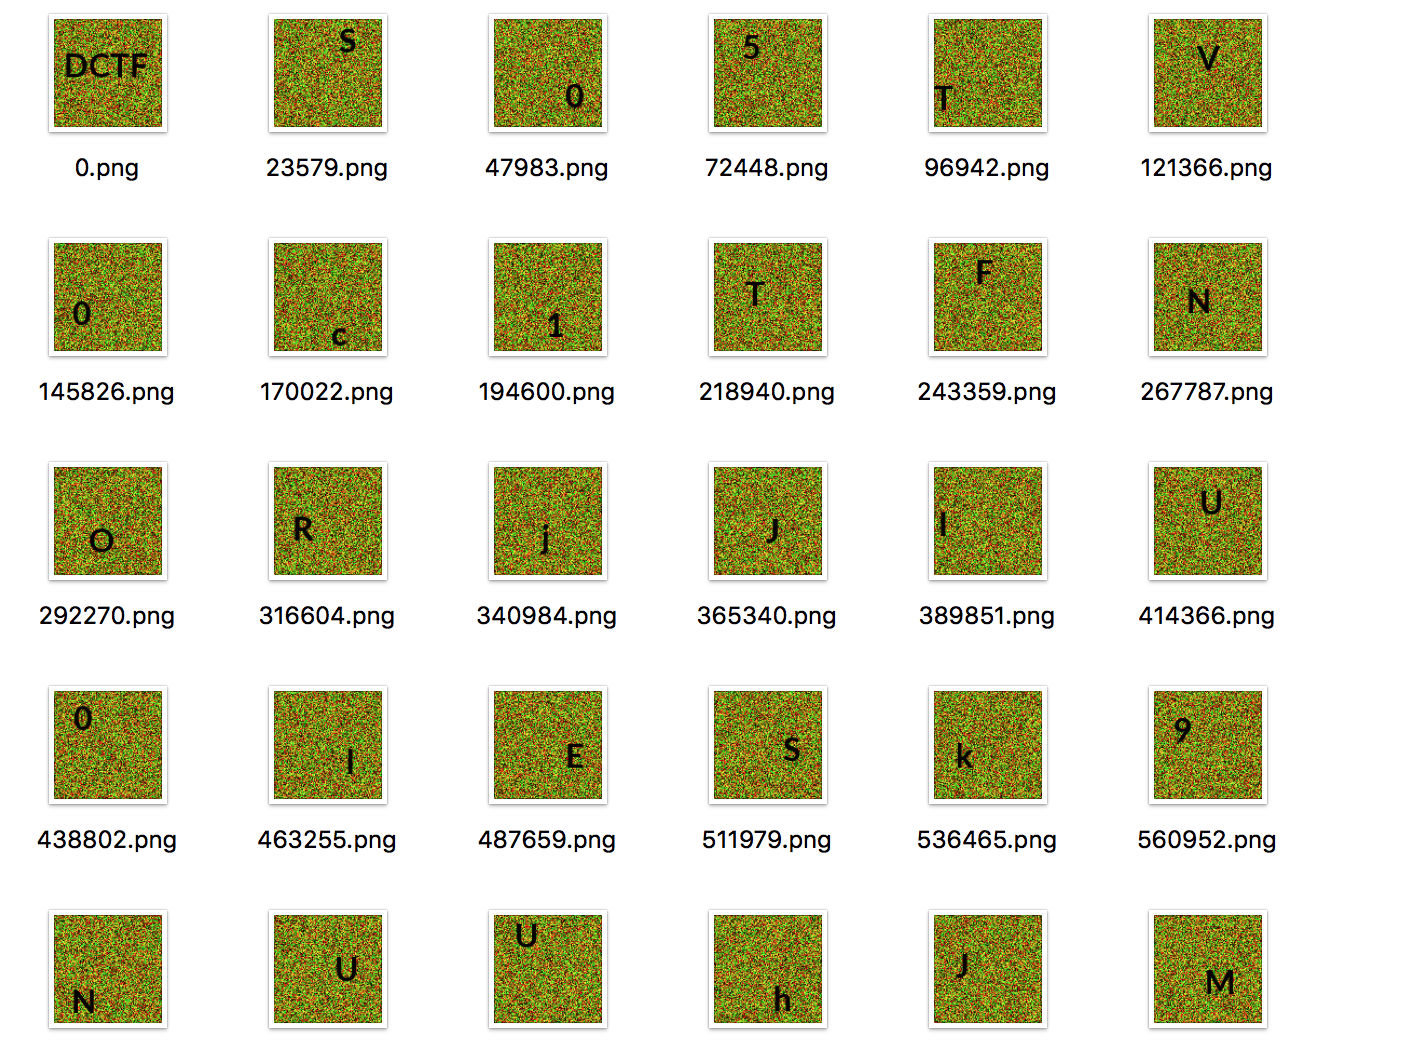 DCTF S 0 5 T V
0.png 23579.png 47983.png 72448.png 96942.png 121366.png
0 c 1 T F N
145826.png 170022.png 194600.png 218940.png 243359.png 267787.png
O R j J I U
292270.png 316604.png 340984.png 365340.png 389851.png 414366.png
0 l E S k 9
438802.png 463255.png 487659.png 511979.png 536465.png 560952.png
N U U h J M